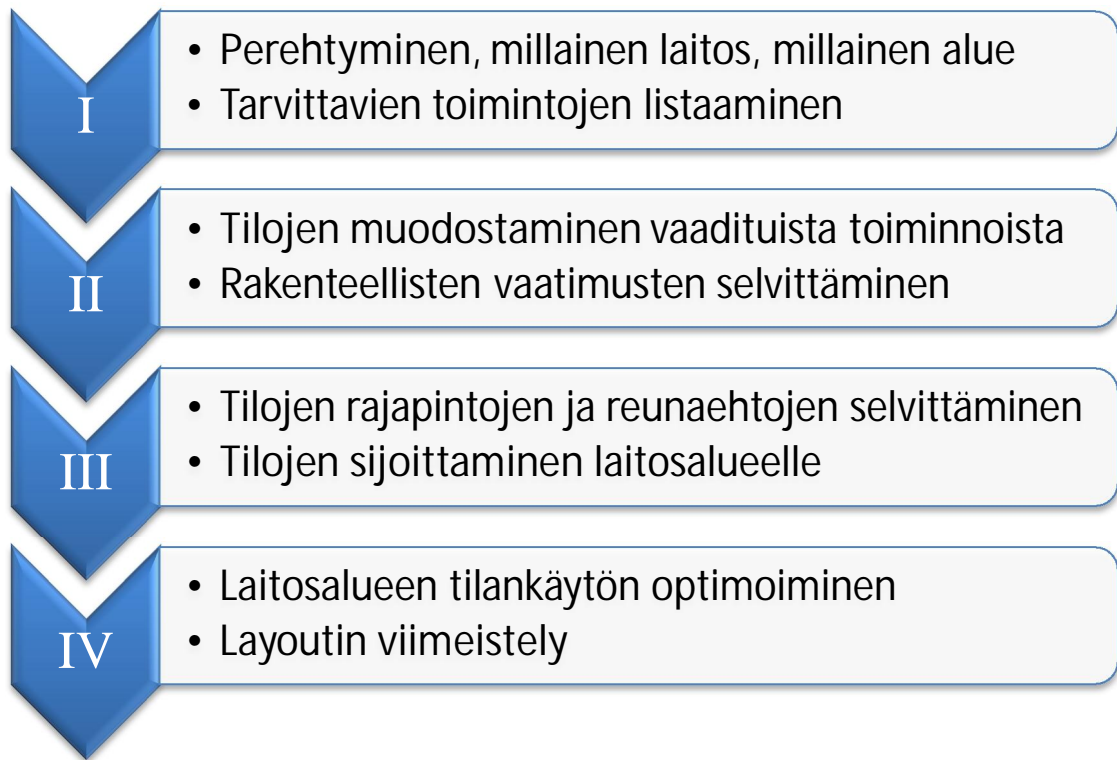 I
• Perehtyminen, millainen laitos, millainen alue
• Tarvittavien toimintojen listaaminen
II
• Tilojen muodostaminen vaadituista toiminnoista
• Rakenteellisten vaatimusten selvittäminen
III
• Tilojen rajapintojen ja reunaehtojen selvittäminen
• Tilojen sijoittaminen laitosalueelle
IV
• Laitosalueen tilankäytön optimoiminen
• Layoutin viimeistely